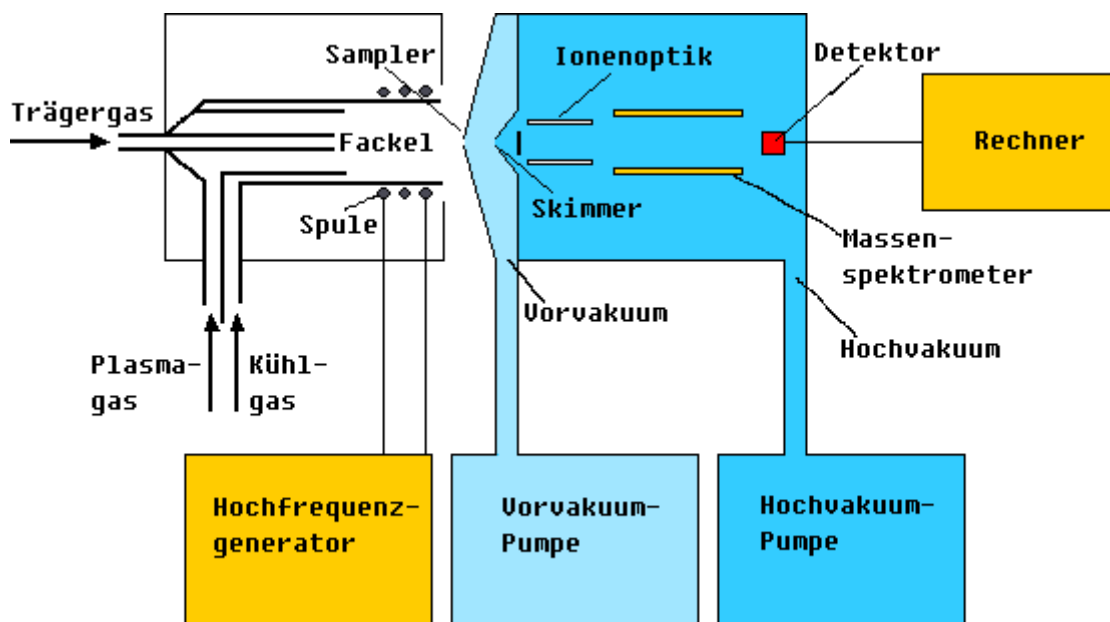 Sampler
Ionenoptik
Detektor
Trägergas
Fackel
Rechner
Spule
Skimmer
Massen-
spektrometer
Vorvakuum
Hochvakuum
Plasma-
gas
Kühl-
gas
Hochfrequenz-
generator
Vorvakuum-
Pumpe
Hochvakuum-
Pumpe